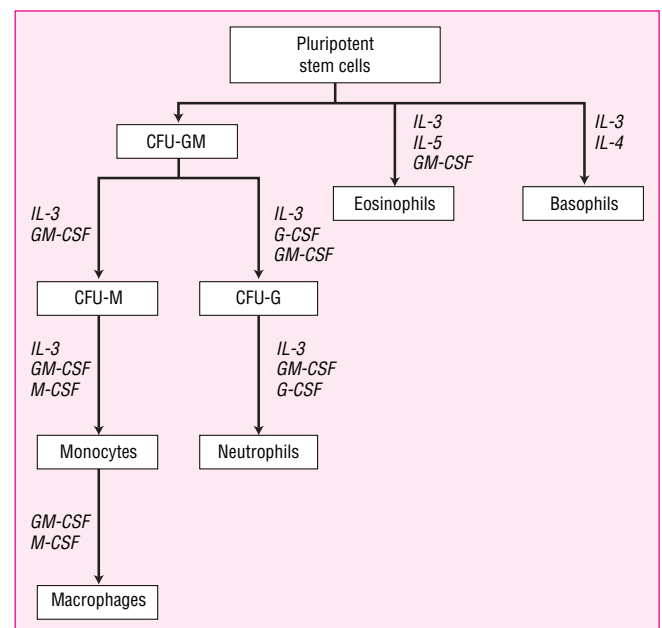 Pluripotent
stem cells
CFU-GM
IL-3
IL-5
GM-CSF
IL-3
IL-4
Eosinophils
Basophils
IL-3
GM-CSF
IL-3
G-CSF
GM-CSF
CFU-M
CFU-G
IL-3
GM-CSF
M-CSF
IL-3
GM-CSF
G-CSF
Monocytes
Neutrophils
GM-CSF
M-CSF
Macrophages